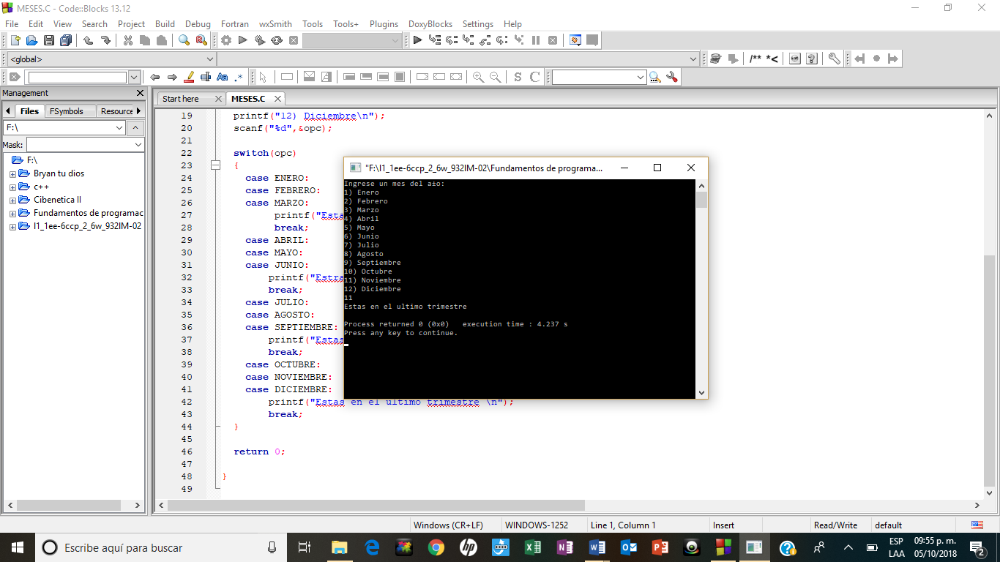 MESES.C - Code::Blocks 13.12
File Edit View Search Project Build Debug Fortran wxSmith Tools Tools+ Plugins DoxyBlocks Settings Help
<global>
/** *<
Aa .*
S C
Management
Files FSymbols Resource
F:\
Mask:
F:\
Bryan tu dios
c++
Cibenetica II
Fundamentos de programac
I1_1ee-6ccp_2_6w_932IM-02
Start here MESES.C
19 printf("12) Diciembre\n");
20 scanf("%d",&opc);
21
22 switch(opc)
23 {
24 case ENERO:
25 case FEBRERO:
26 case MARZO:
27 printf("Esta
28 break;
29 case ABRIL:
30 case MAYO:
31 case JUNIO:
32 printf("Estra
33 break;
34 case JULIO:
35 case AGOSTO:
36 case SEPTIEMBRE:
37 printf("Estas
38 break;
39 case OCTUBRE:
40 case NOVIEMBRE:
41 case DICIEMBRE:
42 printf("Estas en el ultimo trimestre \n");
43 break;
44 }
45
46 return 0;
47
48 }
49
"F:\I1_1ee-6ccp_2_6w_932IM-02\Fundamentos de programa...
Ingrese un mes del a±o:
1) Enero
2) Febrero
3) Marzo
4) Abril
5) Mayo
6) Junio
7) Julio
8) Agosto
9) Septiembre
10) Octubre
11) Noviembre
12) Diciembre
11
Estas en el ultimo trimestre
Process returned 0 (0x0) execution time : 4.237 s
Press any key to continue.
Windows (CR+LF) WINDOWS-1252 Line 1, Column 1 Insert Read/Write default
Escribe aquí para buscar
ESP 09:55 p. m.
LAA 05/10/2018
2